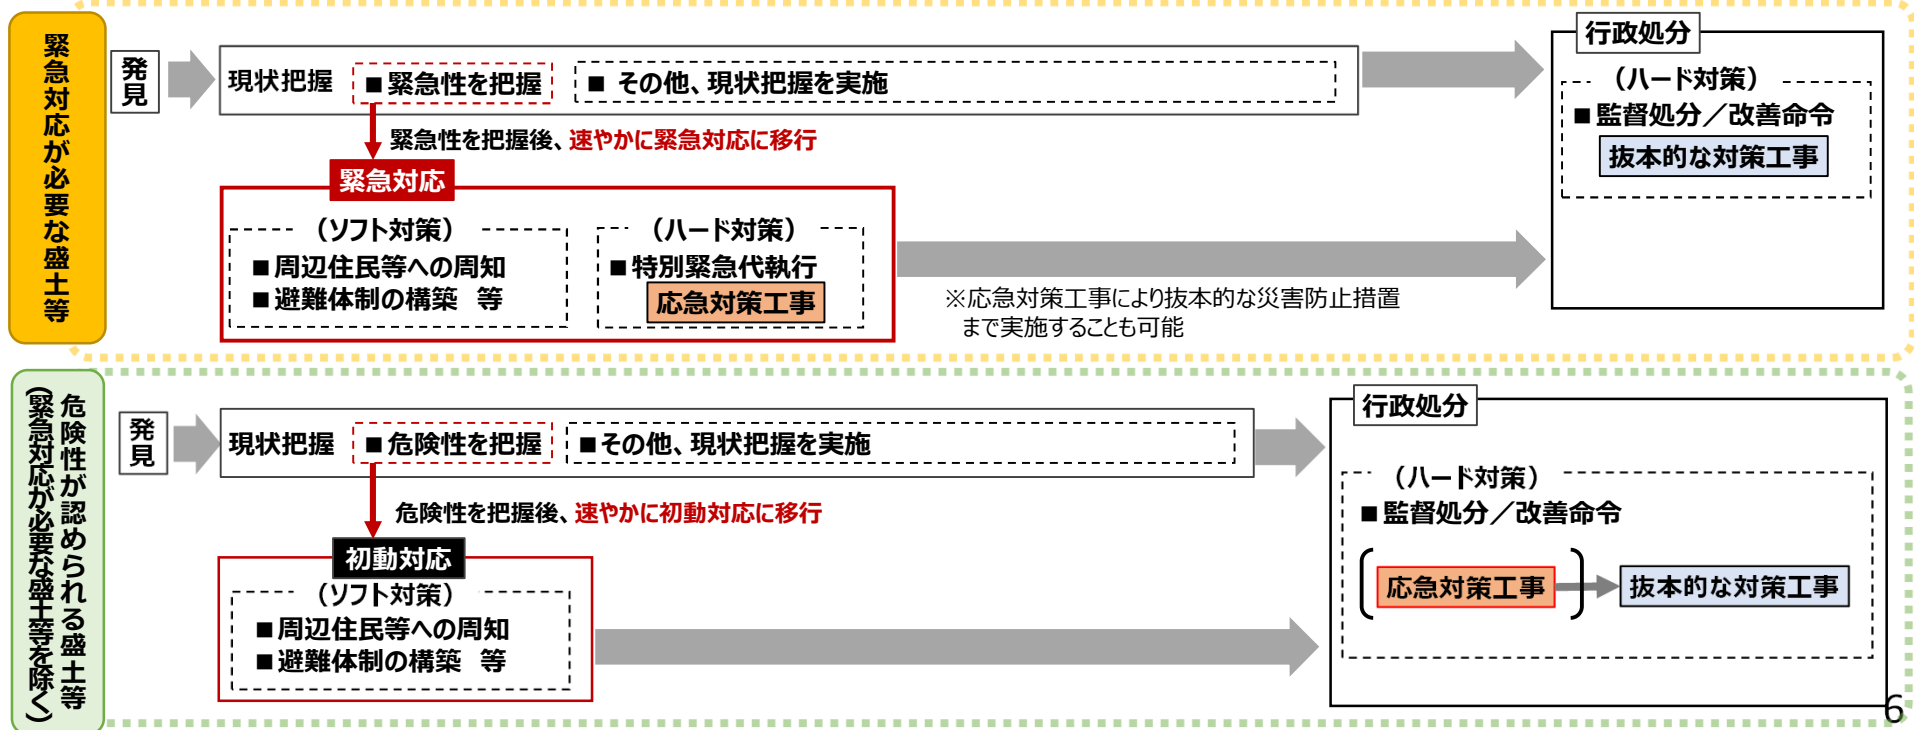 緊急対応が必要な盛土等
発見
現状把握
■緊急性を把握
■ その他、現状把握を実施
緊急性を把握後、速やかに緊急対応に移行
緊急対応
（ソフト対策）
■周辺住民等への周知
■避難体制の構築 等
（ハード対策）
■特別緊急代執行
応急対策工事
※応急対策工事により抜本的な災害防止措置
まで実施することも可能
行政処分
（ハード対策）
■監督処分／改善命令
抜本的な対策工事
危険性が認められる盛土等
（緊急対応が必要な盛土等を除く）
発見
現状把握
■危険性を把握
■その他、現状把握を実施
危険性を把握後、速やかに初動対応に移行
初動対応
（ソフト対策）
■周辺住民等への周知
■避難体制の構築 等
行政処分
（ハード対策）
■監督処分／改善命令
応急対策工事
抜本的な対策工事
6